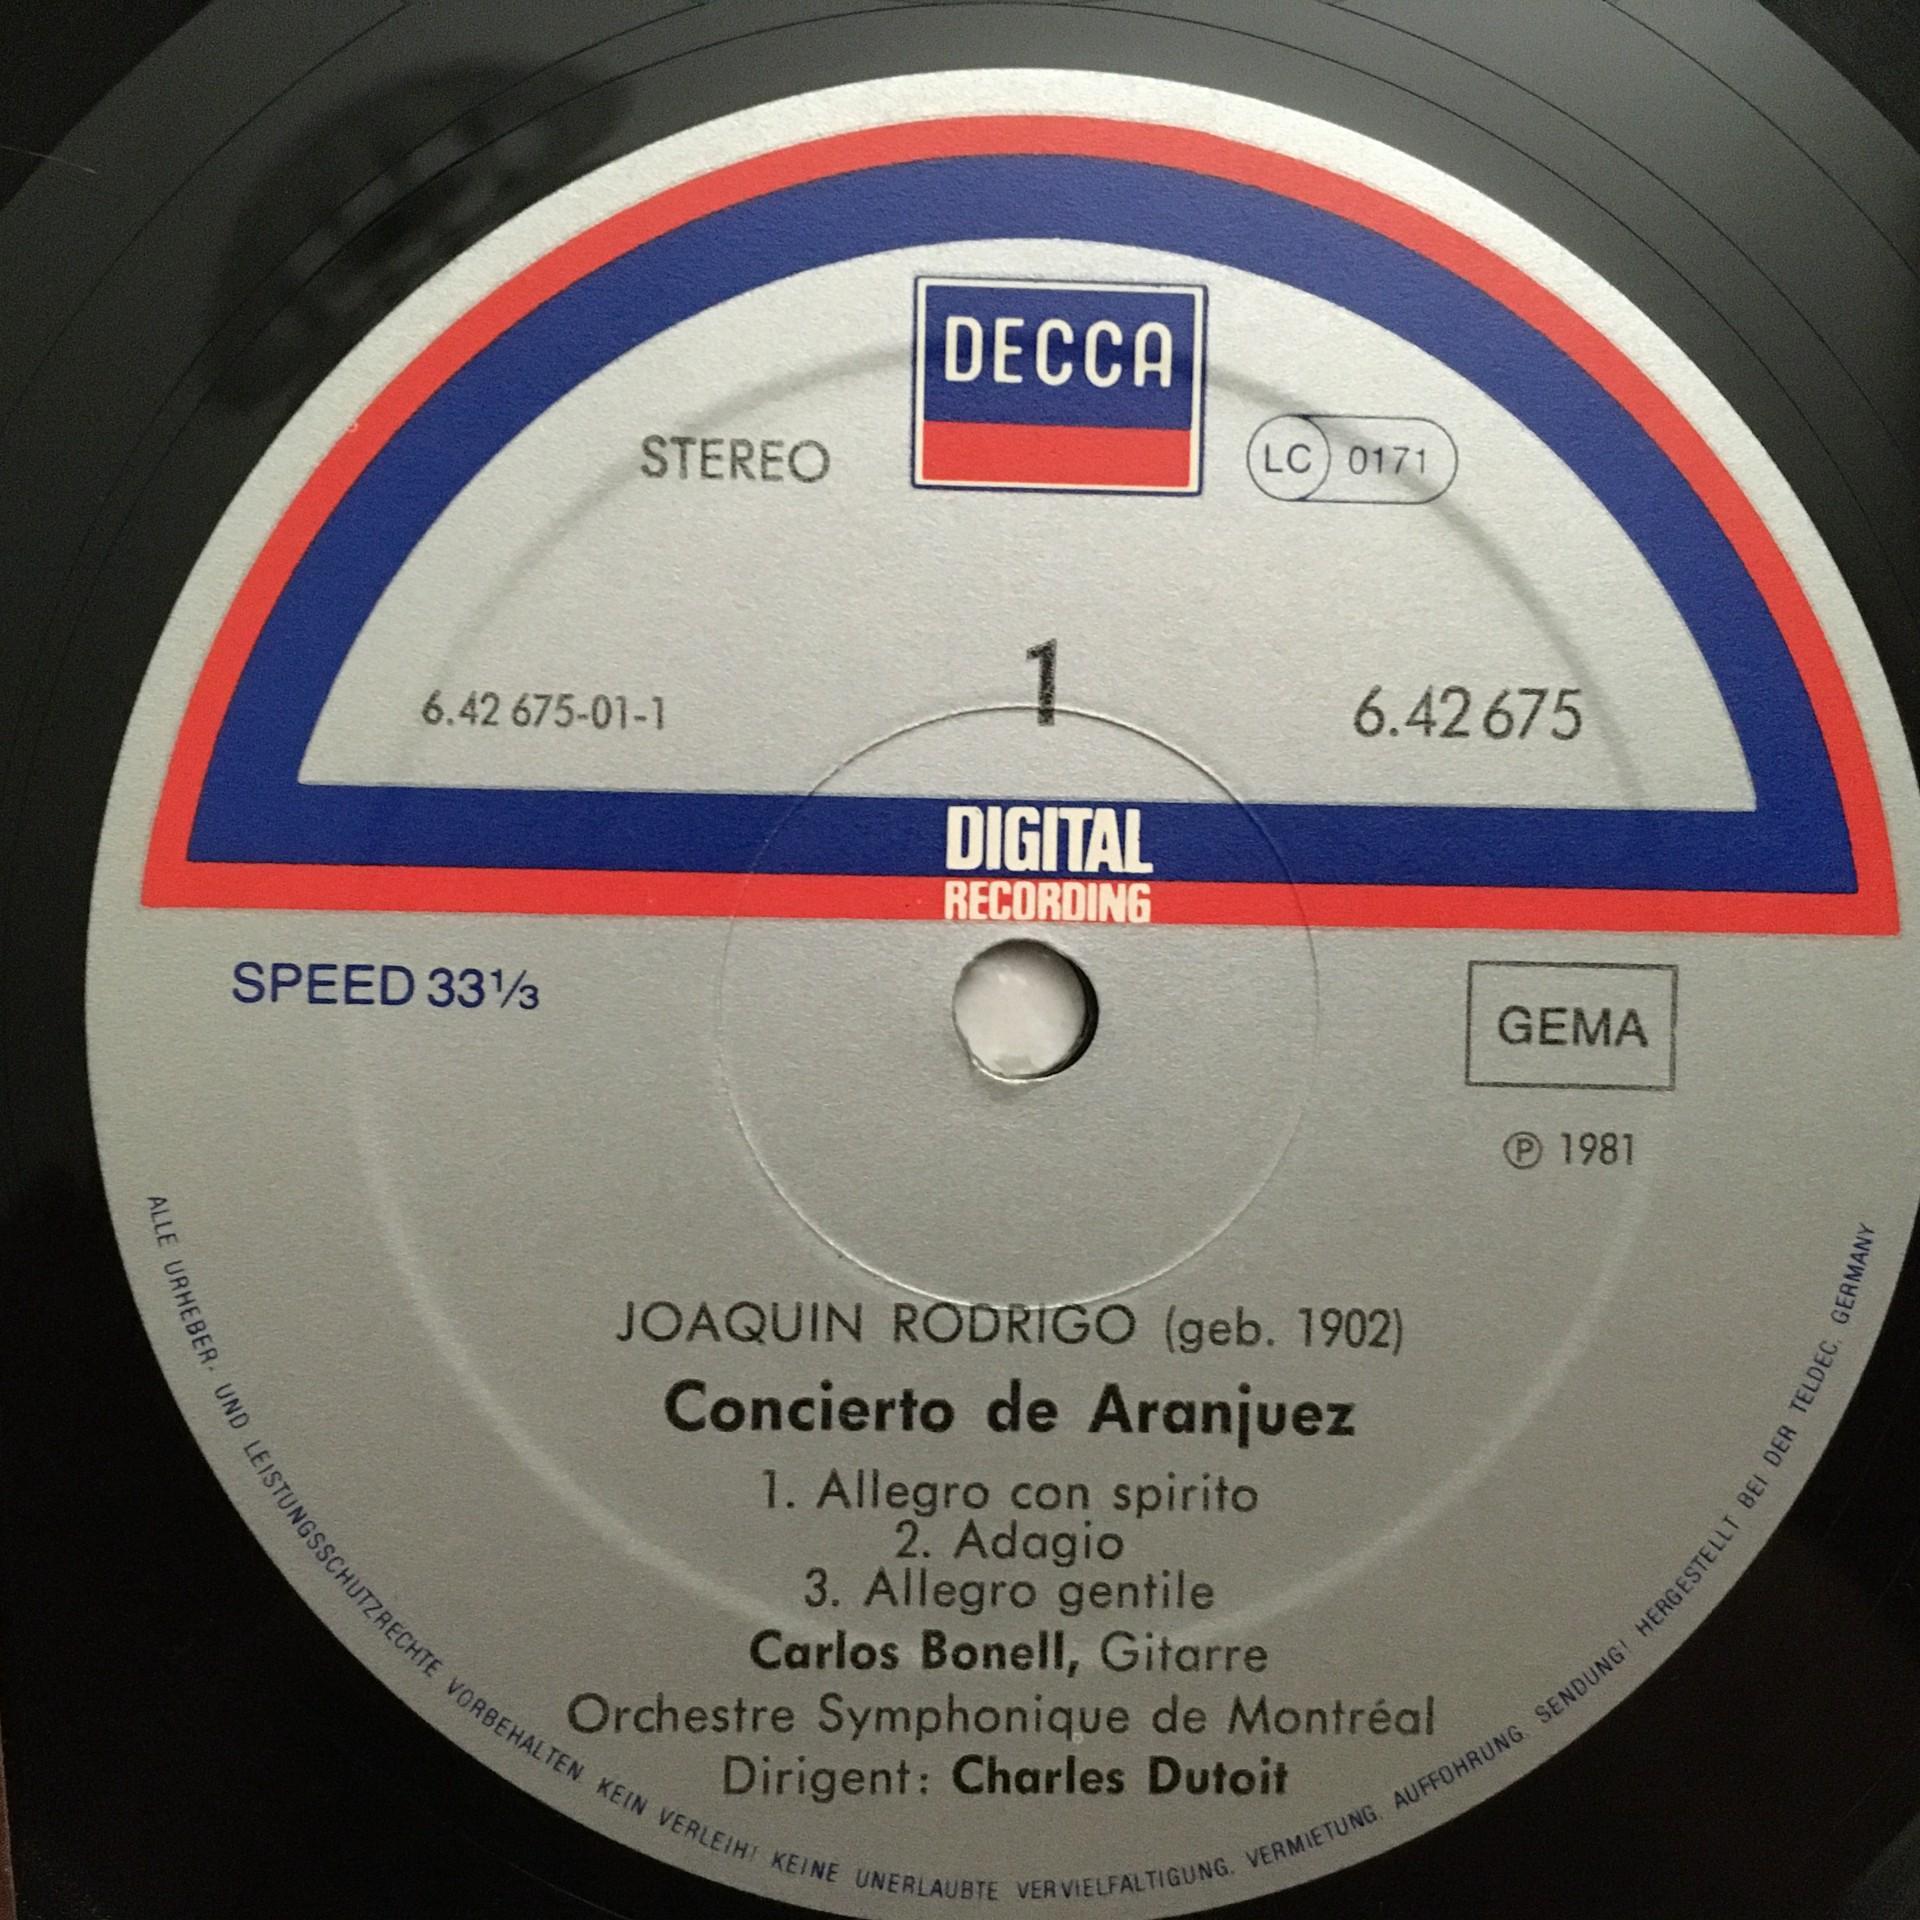 DECCA
STEREO
LC 0171
1
6.42 675-01-1
6.42 675
DIGITAL
RECORDING
SPEED 33⅓
GEMA
℗ 1981
JOAQUIN RODRIGO (geb. 1902)
Concierto de Aranjuez
1. Allegro con spirito
2. Adagio
3. Allegro gentile
Carlos Bonell, Gitarre
Orchestre Symphonique de Montréal
Dirigent: Charles Dutoit
ALLE URHEBER- UND LEISTUNGSSCHUTZRECHTE VORBEHALTEN. KEIN VERLEIH! KEINE UNERLAUBTE VERVIELFÄLTIGUNG, VERMIETUNG, AUFFÜHRUNG, SENDUNG! HERGESTELLT BEI DER TELDEC, GERMANY